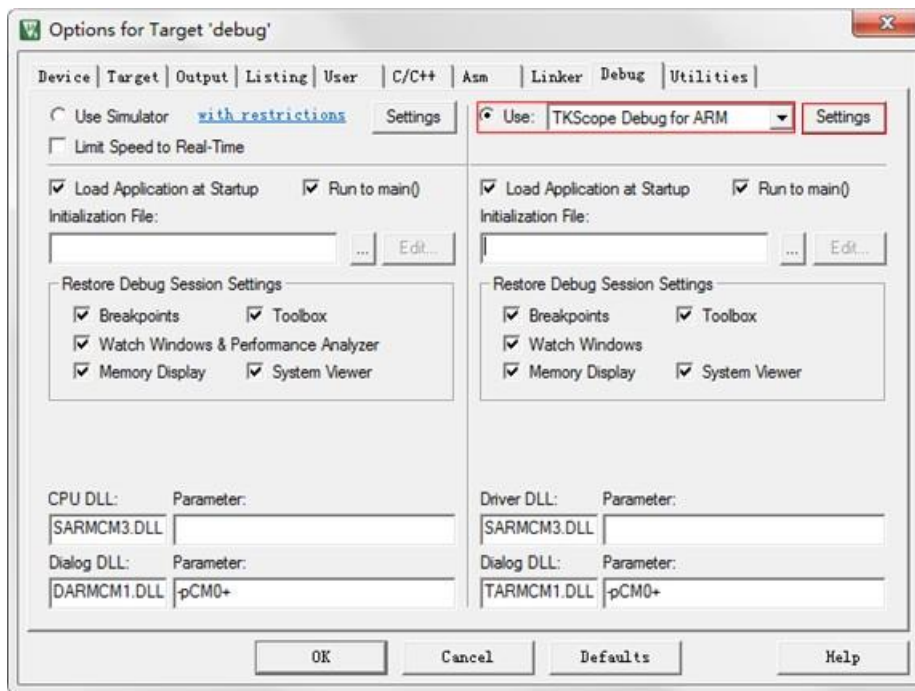 Options for Target 'debug'
Device Target Output Listing User C/C++ Asm Linker Debug Utilities
Use Simulator with restrictions Settings
Limit Speed to Real-Time
Load Application at Startup Run to main()
Initialization File:
... Edit...
Restore Debug Session Settings
Breakpoints Toolbox
Watch Windows & Performance Analyzer
Memory Display System Viewer
CPU DLL: Parameter:
SARMCM3.DLL
Dialog DLL: Parameter:
DARMCM1.DLL -pCM0+
Use: TKScope Debug for ARM Settings
Load Application at Startup Run to main()
Initialization File:
... Edit...
Restore Debug Session Settings
Breakpoints Toolbox
Watch Windows
Memory Display System Viewer
Driver DLL: Parameter:
SARMCM3.DLL
Dialog DLL: Parameter:
TARMCM1.DLL -pCM0+
OK Cancel Defaults Help